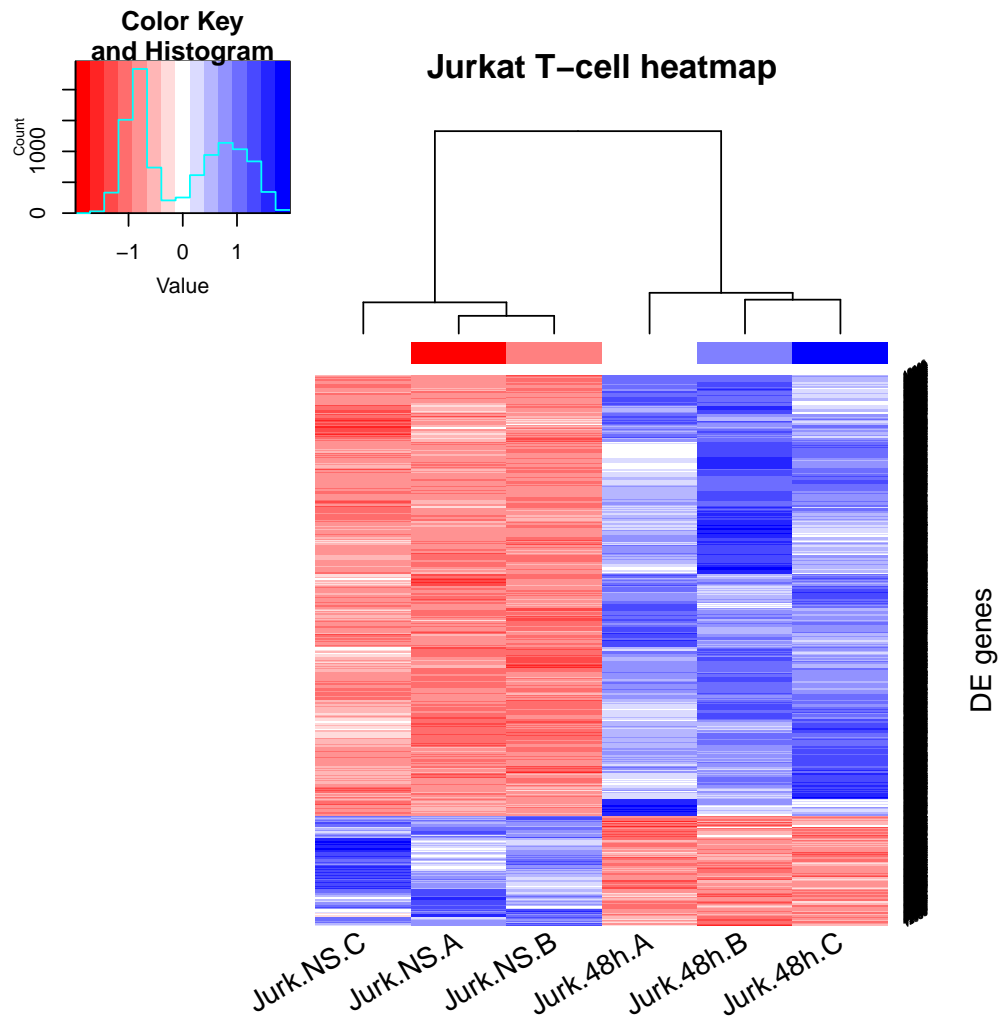 Color Key
and Histogram
Jurkat T−cell heatmap
Count
0 1000
−1 0 1
Value
DE genes
Jurk.NS.C Jurk.NS.A Jurk.NS.B Jurk.48h.A Jurk.48h.B Jurk.48h.C